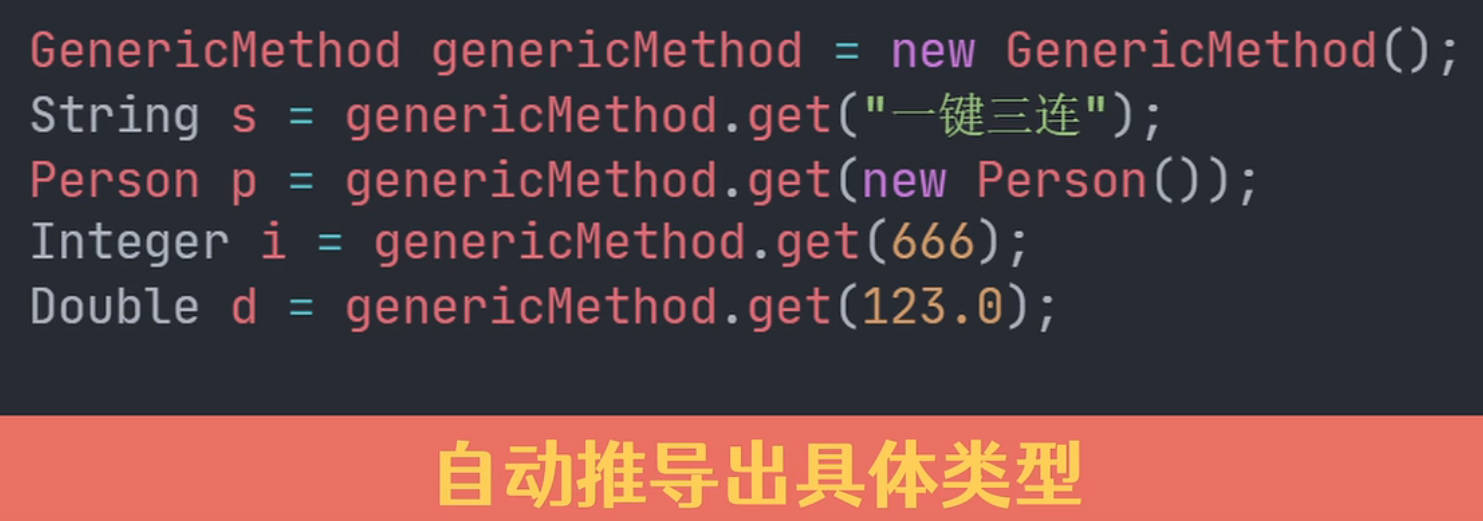 GenericMethod genericMethod = new GenericMethod();
String s = genericMethod.get("一键三连");
Person p = genericMethod.get(new Person());
Integer i = genericMethod.get(666);
Double d = genericMethod.get(123.0);
自动推导出具体类型